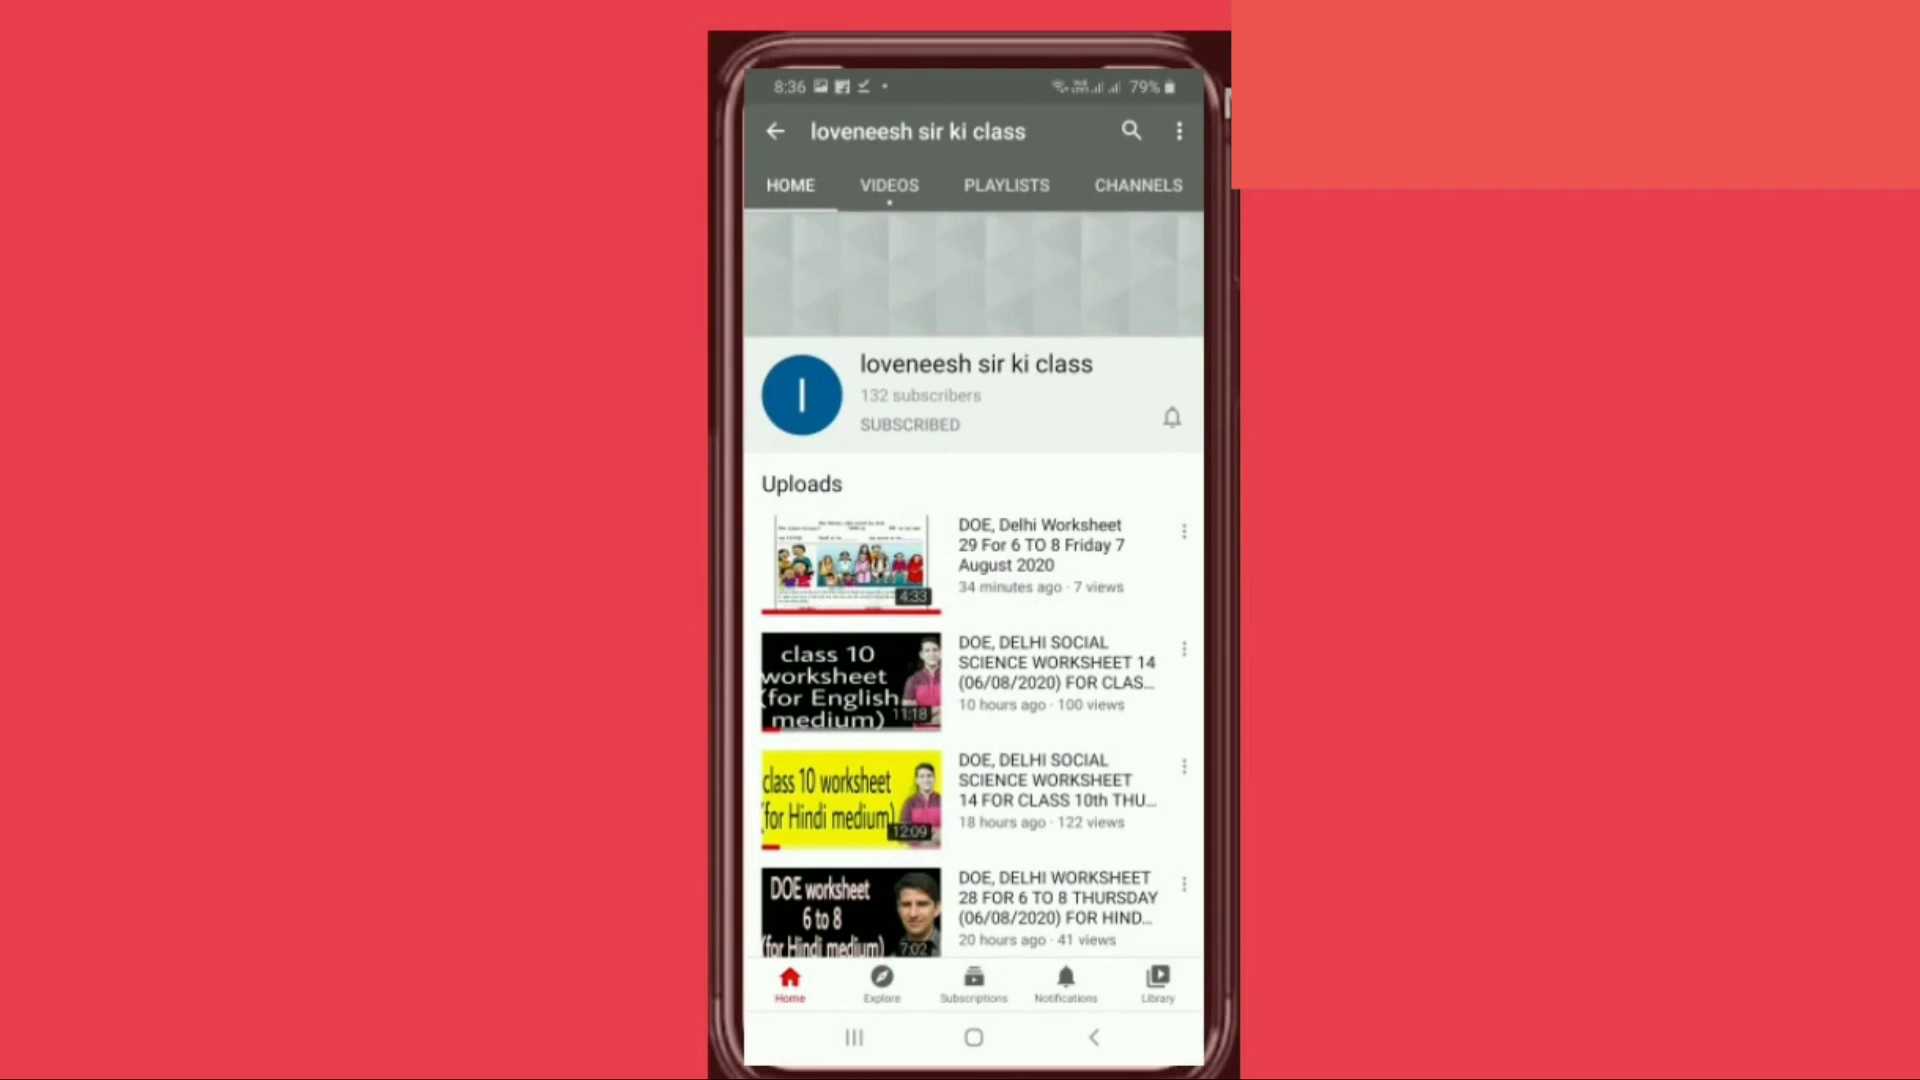 8:36
79%
loveneesh sir ki class
HOME VIDEOS PLAYLISTS CHANNELS
l
loveneesh sir ki class
132 subscribers
SUBSCRIBED
Uploads
4:33
DOE, Delhi Worksheet
29 For 6 TO 8 Friday 7
August 2020
34 minutes ago · 7 views
class 10
worksheet
(for English
medium)
11:18
DOE, DELHI SOCIAL
SCIENCE WORKSHEET 14
(06/08/2020) FOR CLAS...
10 hours ago · 100 views
class 10 worksheet
(for Hindi medium)
12:09
DOE, DELHI SOCIAL
SCIENCE WORKSHEET
14 FOR CLASS 10th THU...
18 hours ago · 122 views
DOE worksheet
6 to 8
(for Hindi medium)
7:02
DOE, DELHI WORKSHEET
28 FOR 6 TO 8 THURSDAY
(06/08/2020) FOR HIND...
20 hours ago · 41 views
Home Explore Subscriptions Notifications Library